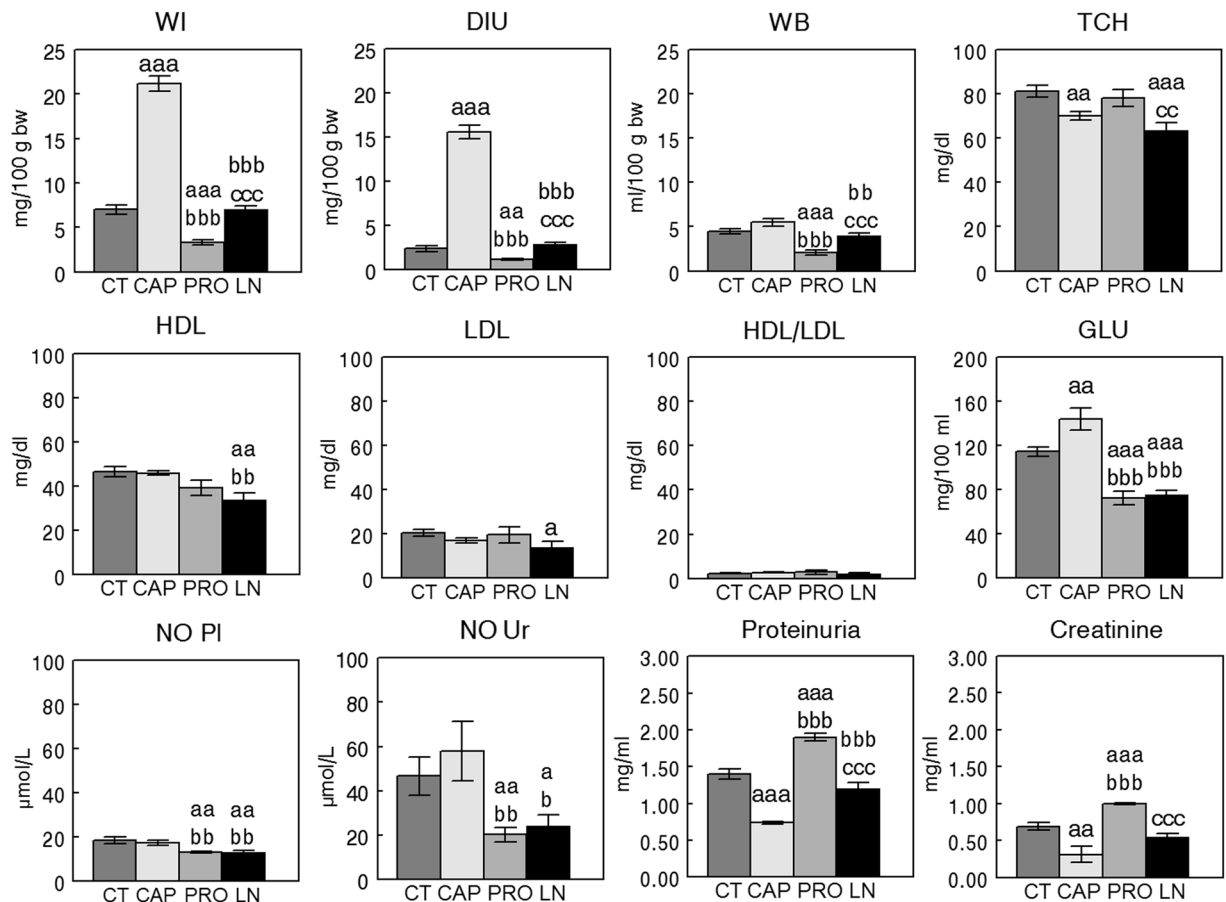 WI
DIU
WB
TCH
25
20
15
10
5
0
mg/100 g bw
aaa
aaa
bbb
bbb
ccc
CT CAP PRO LN
25
20
15
10
5
0
mg/100 g bw
aaa
aa
bbb
bbb
ccc
CT CAP PRO LN
25
20
15
10
5
0
ml/100 g bw
aaa
bbb
bb
ccc
CT CAP PRO LN
100
80
60
40
20
0
mg/dl
aa
aaa
cc
CT CAP PRO LN
HDL
LDL
HDL/LDL
GLU
100
80
60
40
20
0
mg/dl
aa
bb
CT CAP PRO LN
100
80
60
40
20
0
mg/dl
a
CT CAP PRO LN
100
80
60
40
20
0
CT CAP PRO LN
200
160
120
80
40
0
mg/100 ml
aa
aaa
bbb
aaa
bbb
CT CAP PRO LN
NO Pl
NO Ur
Proteinuria
Creatinine
100
80
60
40
20
0
µmol/L
aa
bb
aa
bb
CT CAP PRO LN
100
80
60
40
20
0
µmol/L
aa
bb
a
b
CT CAP PRO LN
3.00
2.50
2.00
1.50
1.00
0.50
0.00
mg/ml
aaa
aaa
bbb
bbb
ccc
CT CAP PRO LN
3.00
2.50
2.00
1.50
1.00
0.50
0.00
mg/ml
aa
aaa
bbb
ccc
CT CAP PRO LN